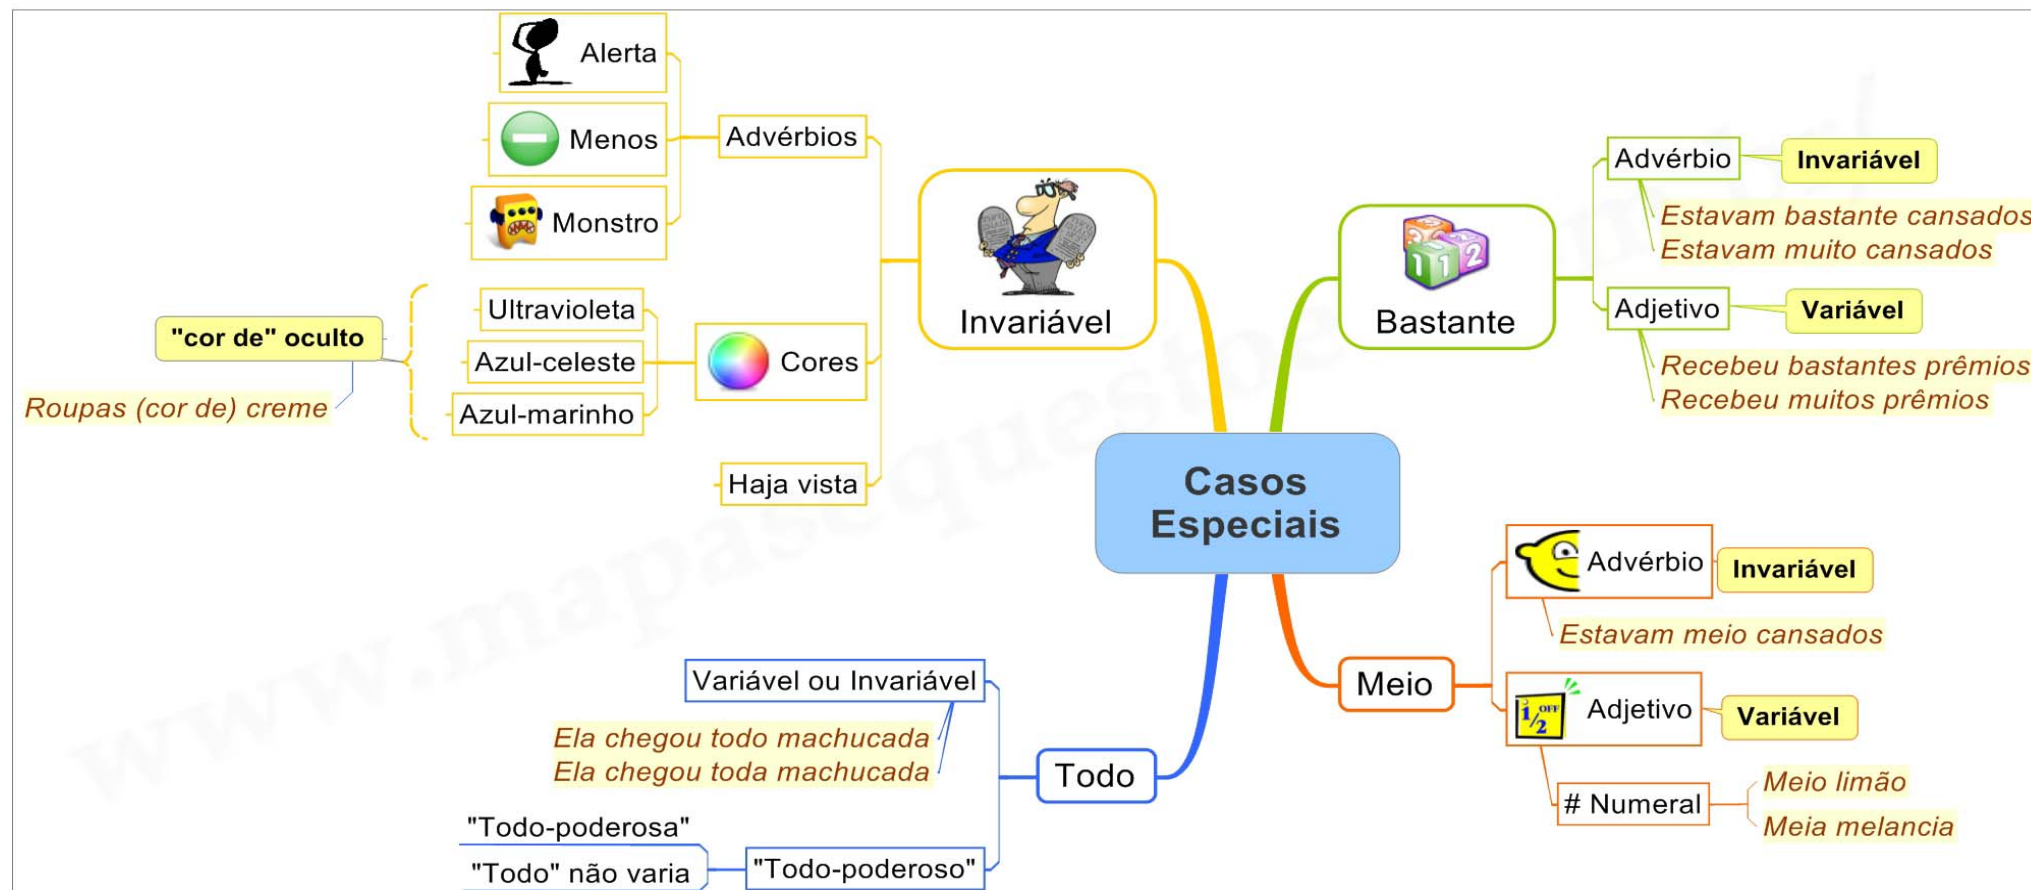 Casos
Especiais
Invariável
Advérbios
Alerta
Menos
Monstro
Cores
Ultravioleta
Azul-celeste
Azul-marinho
"cor de" oculto
Roupas (cor de) creme
Haja vista
Bastante
Advérbio
Invariável
Estavam bastante cansados
Estavam muito cansados
Adjetivo
Variável
Recebeu bastantes prêmios
Recebeu muitos prêmios
Meio
Advérbio
Invariável
Estavam meio cansados
1/2 OFF
Adjetivo
Variável
# Numeral
Meio limão
Meia melancia
Todo
Variável ou Invariável
Ela chegou todo machucada
Ela chegou toda machucada
"Todo-poderoso"
"Todo-poderosa"
"Todo" não varia